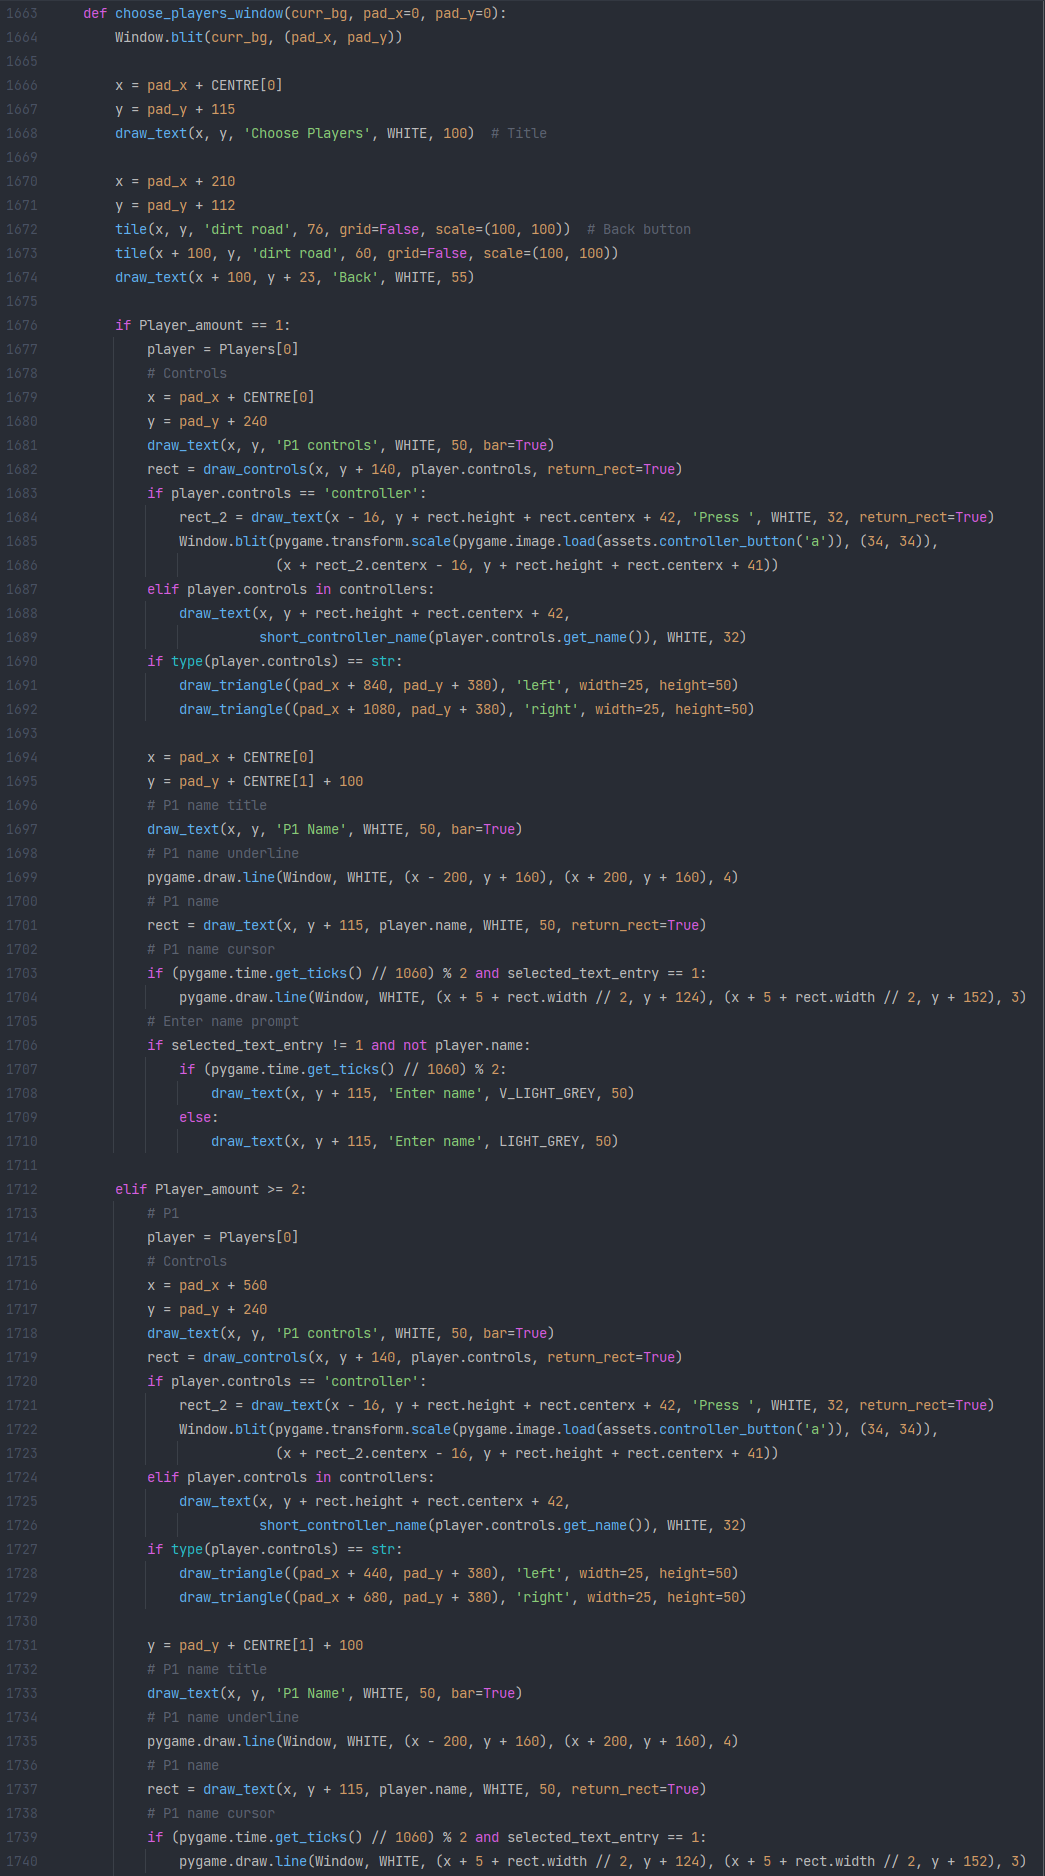 1663 def choose_players_window(curr_bg, pad_x=0, pad_y=0):
1664 Window.blit(curr_bg, (pad_x, pad_y))
1665
1666 x = pad_x + CENTRE[0]
1667 y = pad_y + 115
1668 draw_text(x, y, 'Choose Players', WHITE, 100)  # Title
1669
1670 x = pad_x + 210
1671 y = pad_y + 112
1672 tile(x, y, 'dirt road', 76, grid=False, scale=(100, 100))  # Back button
1673 tile(x + 100, y, 'dirt road', 60, grid=False, scale=(100, 100))
1674 draw_text(x + 100, y + 23, 'Back', WHITE, 55)
1675
1676 if Player_amount == 1:
1677 player = Players[0]
1678 # Controls
1679 x = pad_x + CENTRE[0]
1680 y = pad_y + 240
1681 draw_text(x, y, 'P1 controls', WHITE, 50, bar=True)
1682 rect = draw_controls(x, y + 140, player.controls, return_rect=True)
1683 if player.controls == 'controller':
1684 rect_2 = draw_text(x - 16, y + rect.height + rect.centerx + 42, 'Press ', WHITE, 32, return_rect=True)
1685 Window.blit(pygame.transform.scale(pygame.image.load(assets.controller_button('a')), (34, 34)),
1686 (x + rect_2.centerx - 16, y + rect.height + rect.centerx + 41))
1687 elif player.controls in controllers:
1688 draw_text(x, y + rect.height + rect.centerx + 42,
1689 short_controller_name(player.controls.get_name()), WHITE, 32)
1690 if type(player.controls) == str:
1691 draw_triangle((pad_x + 840, pad_y + 380), 'left', width=25, height=50)
1692 draw_triangle((pad_x + 1080, pad_y + 380), 'right', width=25, height=50)
1693
1694 x = pad_x + CENTRE[0]
1695 y = pad_y + CENTRE[1] + 100
1696 # P1 name title
1697 draw_text(x, y, 'P1 Name', WHITE, 50, bar=True)
1698 # P1 name underline
1699 pygame.draw.line(Window, WHITE, (x - 200, y + 160), (x + 200, y + 160), 4)
1700 # P1 name
1701 rect = draw_text(x, y + 115, player.name, WHITE, 50, return_rect=True)
1702 # P1 name cursor
1703 if (pygame.time.get_ticks() // 1060) % 2 and selected_text_entry == 1:
1704 pygame.draw.line(Window, WHITE, (x + 5 + rect.width // 2, y + 124), (x + 5 + rect.width // 2, y + 152), 3)
1705 # Enter name prompt
1706 if selected_text_entry != 1 and not player.name:
1707 if (pygame.time.get_ticks() // 1060) % 2:
1708 draw_text(x, y + 115, 'Enter name', V_LIGHT_GREY, 50)
1709 else:
1710 draw_text(x, y + 115, 'Enter name', LIGHT_GREY, 50)
1711
1712 elif Player_amount >= 2:
1713 # P1
1714 player = Players[0]
1715 # Controls
1716 x = pad_x + 560
1717 y = pad_y + 240
1718 draw_text(x, y, 'P1 controls', WHITE, 50, bar=True)
1719 rect = draw_controls(x, y + 140, player.controls, return_rect=True)
1720 if player.controls == 'controller':
1721 rect_2 = draw_text(x - 16, y + rect.height + rect.centerx + 42, 'Press ', WHITE, 32, return_rect=True)
1722 Window.blit(pygame.transform.scale(pygame.image.load(assets.controller_button('a')), (34, 34)),
1723 (x + rect_2.centerx - 16, y + rect.height + rect.centerx + 41))
1724 elif player.controls in controllers:
1725 draw_text(x, y + rect.height + rect.centerx + 42,
1726 short_controller_name(player.controls.get_name()), WHITE, 32)
1727 if type(player.controls) == str:
1728 draw_triangle((pad_x + 440, pad_y + 380), 'left', width=25, height=50)
1729 draw_triangle((pad_x + 680, pad_y + 380), 'right', width=25, height=50)
1730
1731 y = pad_y + CENTRE[1] + 100
1732 # P1 name title
1733 draw_text(x, y, 'P1 Name', WHITE, 50, bar=True)
1734 # P1 name underline
1735 pygame.draw.line(Window, WHITE, (x - 200, y + 160), (x + 200, y + 160), 4)
1736 # P1 name
1737 rect = draw_text(x, y + 115, player.name, WHITE, 50, return_rect=True)
1738 # P1 name cursor
1739 if (pygame.time.get_ticks() // 1060) % 2 and selected_text_entry == 1:
1740 pygame.draw.line(Window, WHITE, (x + 5 + rect.width // 2, y + 124), (x + 5 + rect.width // 2, y + 152), 3)